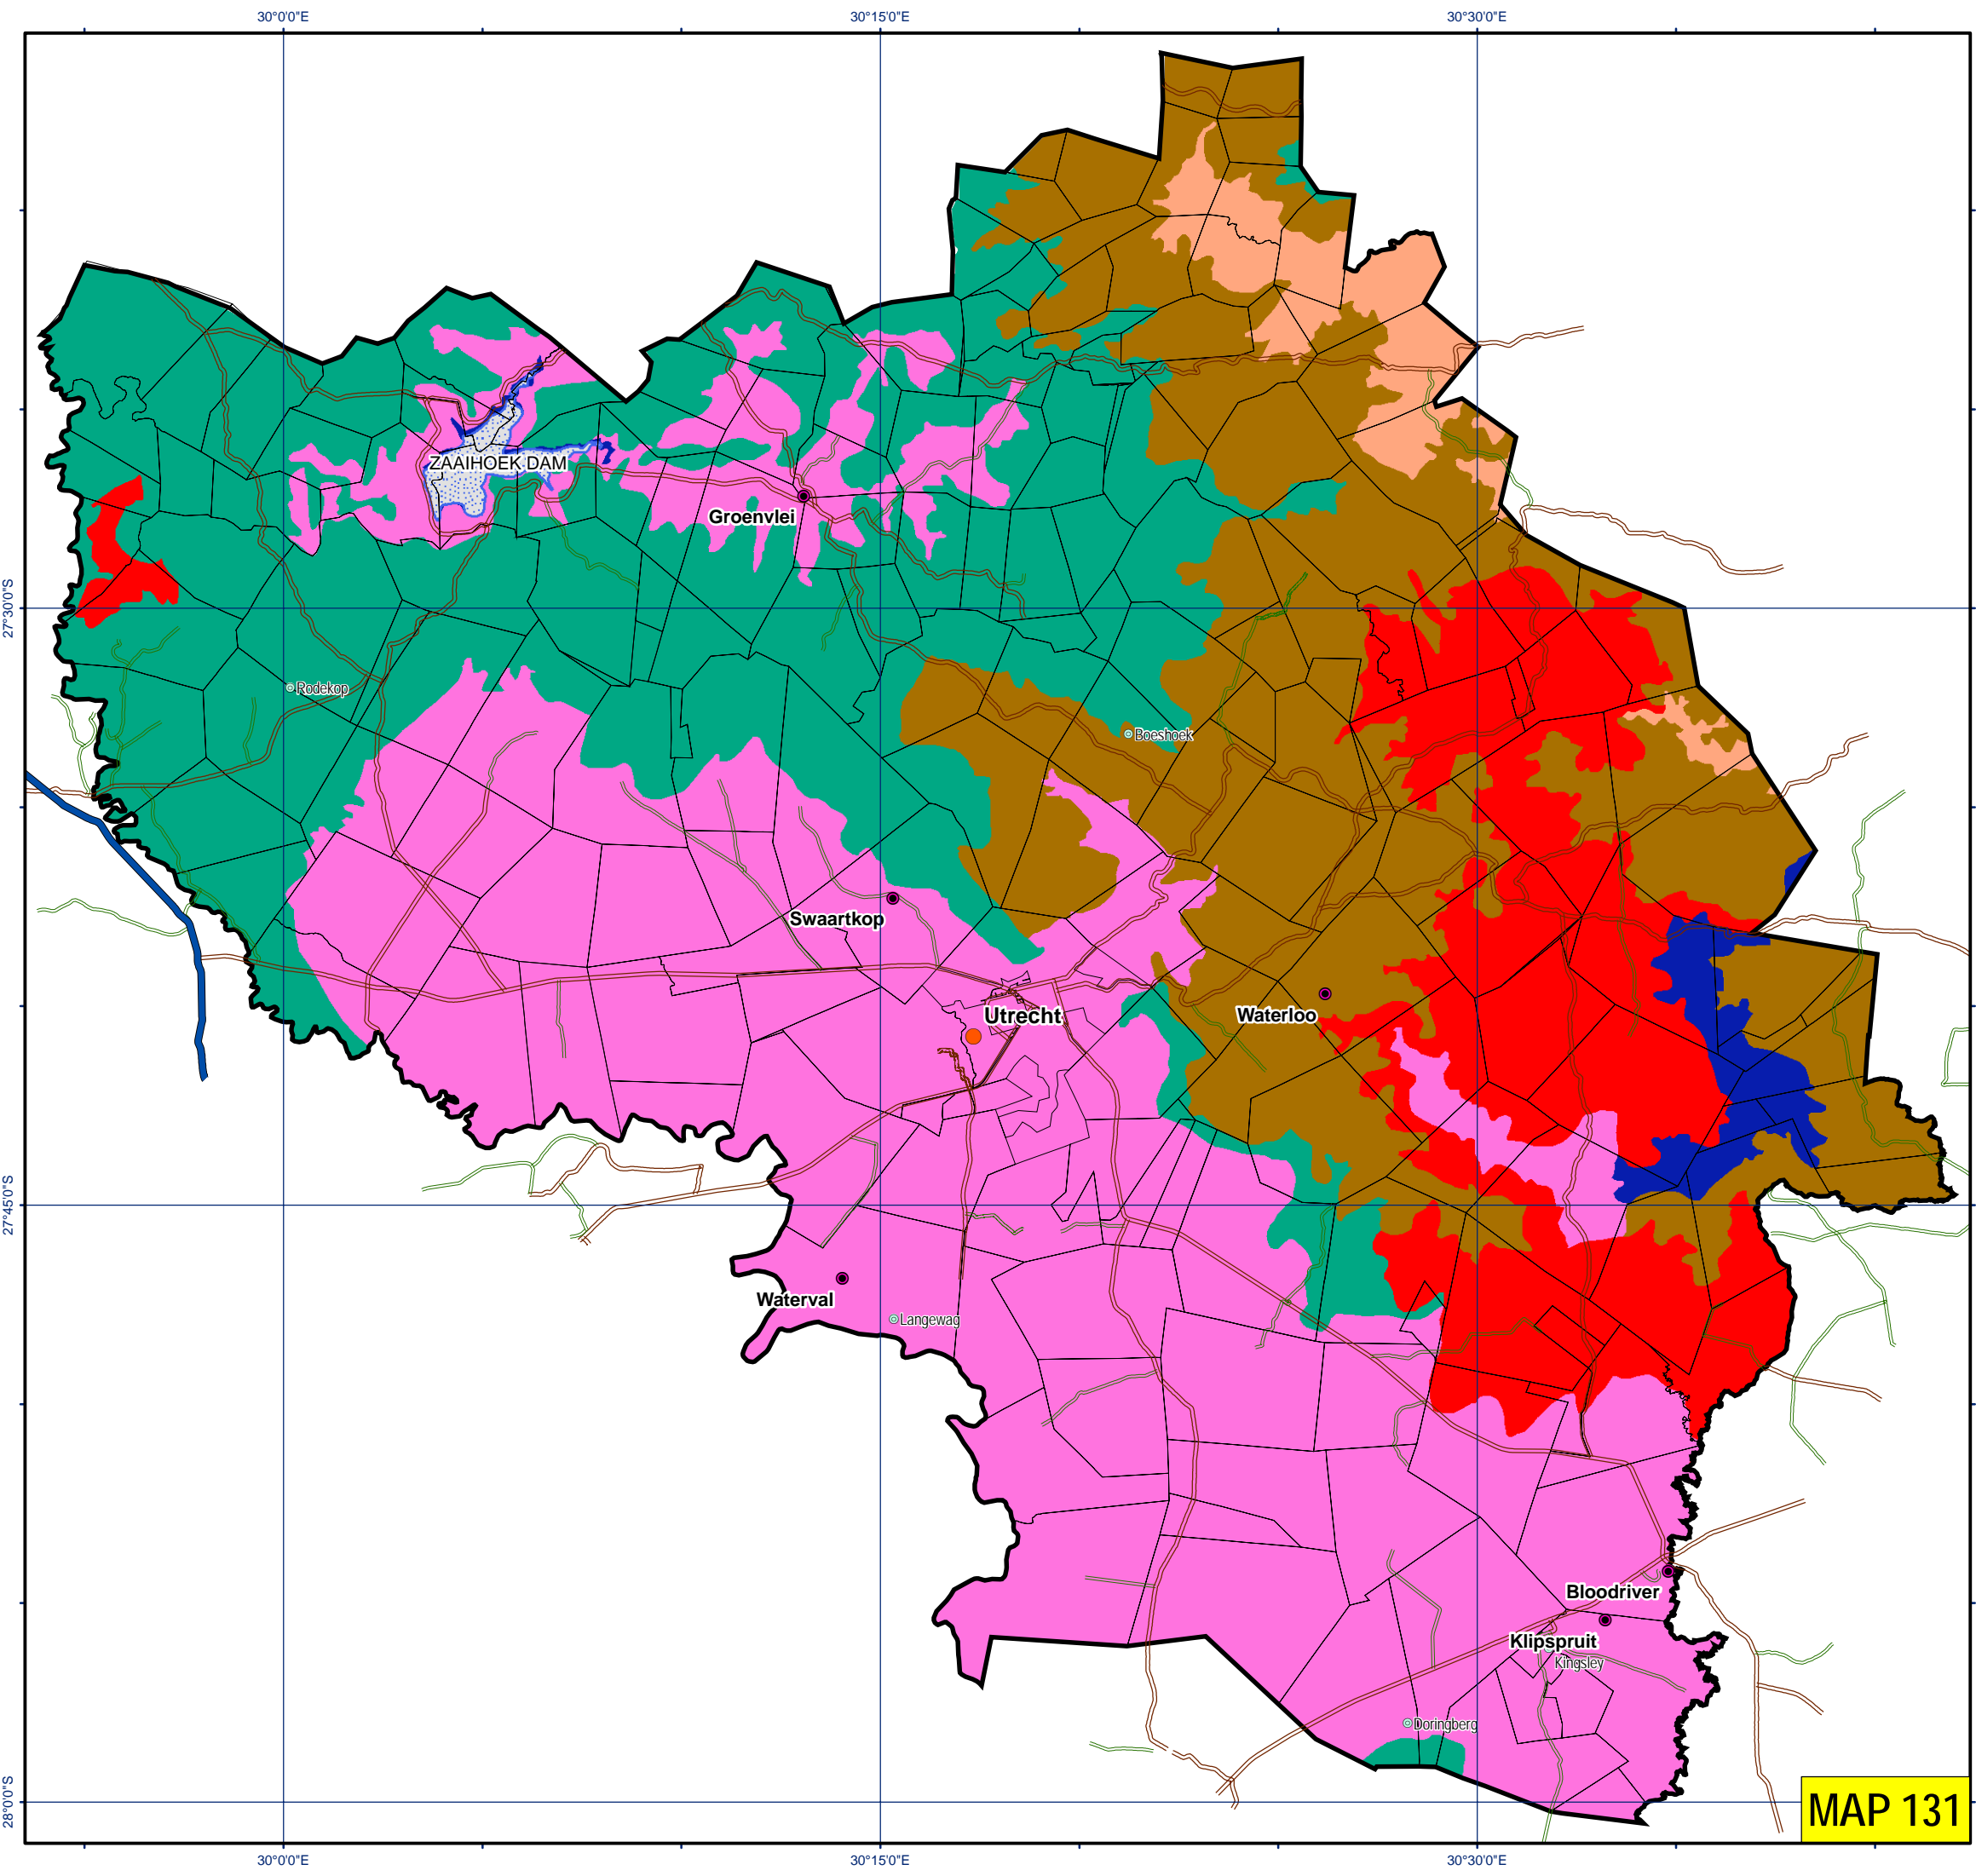 30°0'0"E
30°15'0"E
30°30'0"E
ZAAIHOEK DAM
Groenvlei
27°30'0"S
Rodekop
Boeshoek
Swaartkop
Utrecht
Waterloo
27°45'0"S
Waterval
Langewag
Bloodriver
Klipspruit
Kingsley
Doringberg
28°0'0"S
MAP 131
30°0'0"E
30°15'0"E
30°30'0"E